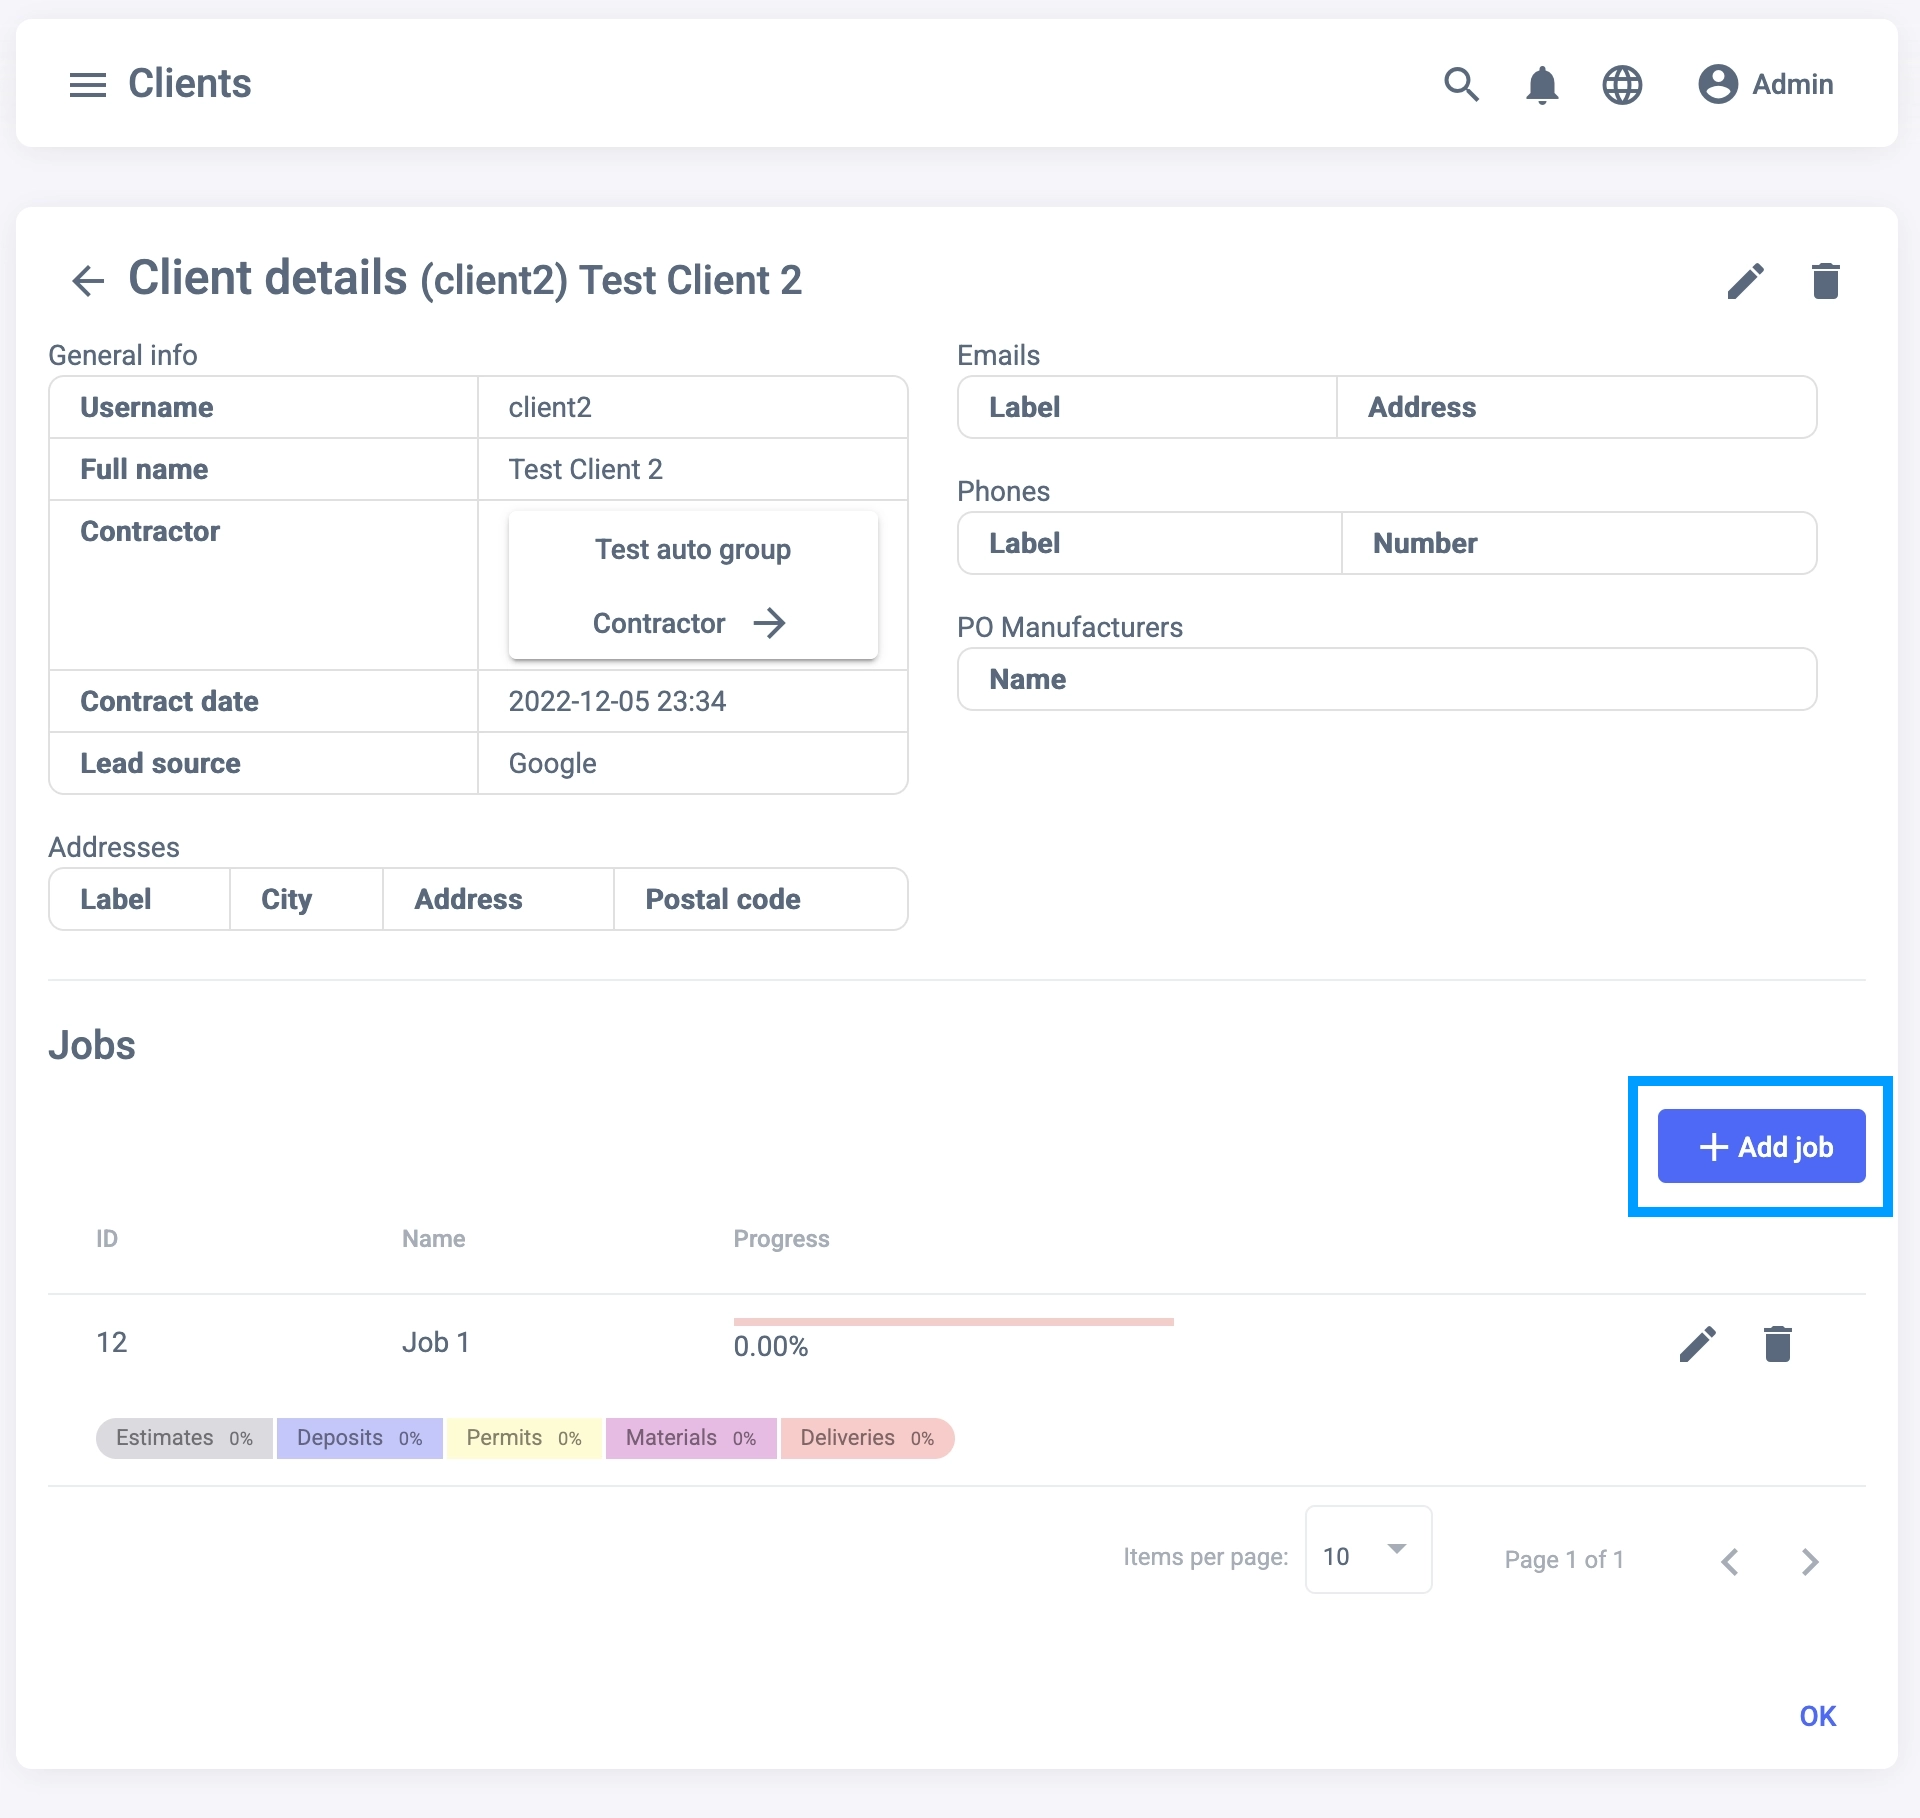 Clients
Admin
Client details (client2) Test Client 2
General info
Username client2
Full name Test Client 2
Contractor Test auto group
Contractor
Contract date 2022-12-05 23:34
Lead source Google
Emails
Label Address
Phones
Label Number
PO Manufacturers
Name
Addresses
Label City Address Postal code
Jobs
Add job
ID Name Progress
12 Job 1 0.00%
Estimates 0% Deposits 0% Permits 0% Materials 0% Deliveries 0%
Items per page: 10 Page 1 of 1
OK